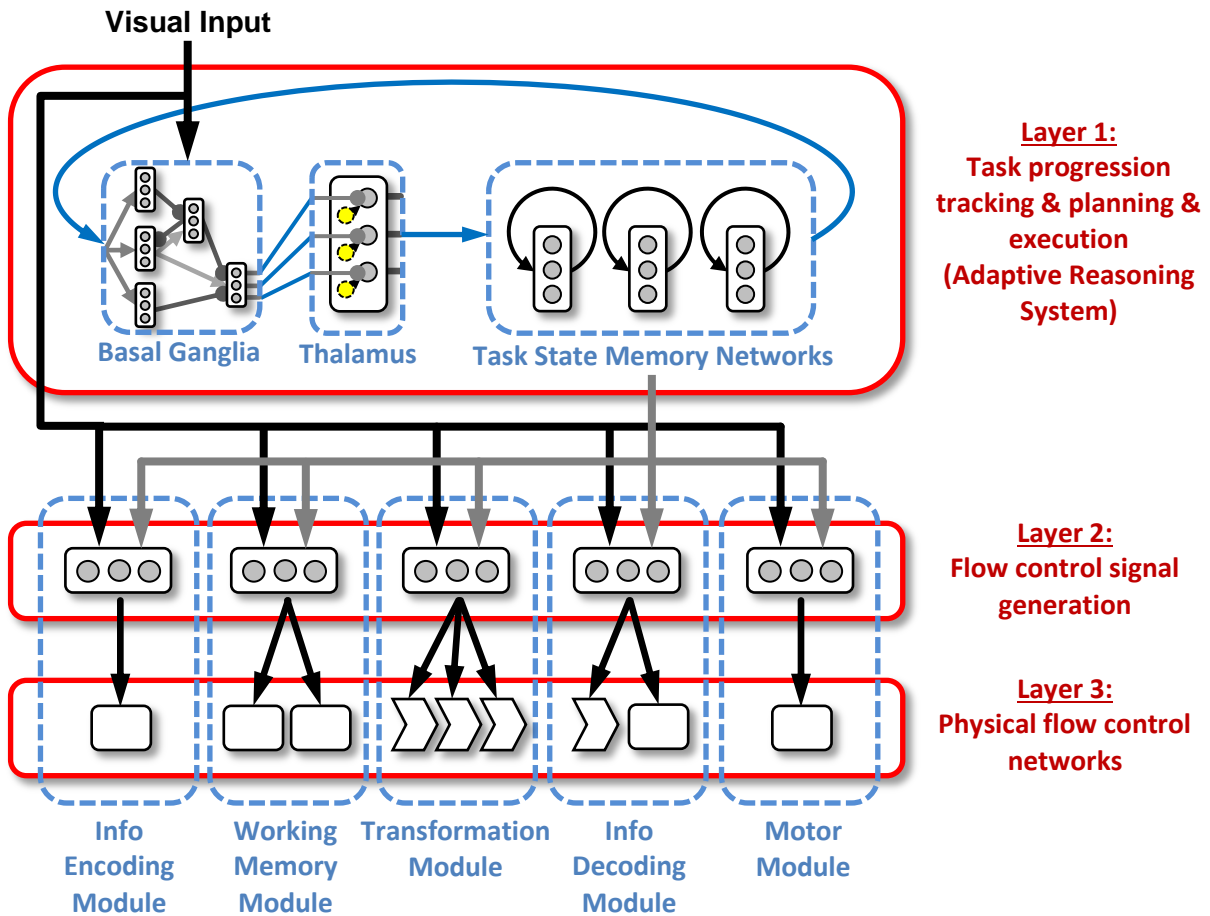 Visual Input
Layer 1:
Task progression
tracking & planning &
execution
(Adaptive Reasoning
System)
Basal Ganglia
Thalamus
Task State Memory Networks
Layer 2:
Flow control signal
generation
Layer 3:
Physical flow control
networks
Info
Encoding
Module
Working
Memory
Module
Transformation
Module
Info
Decoding
Module
Motor
Module